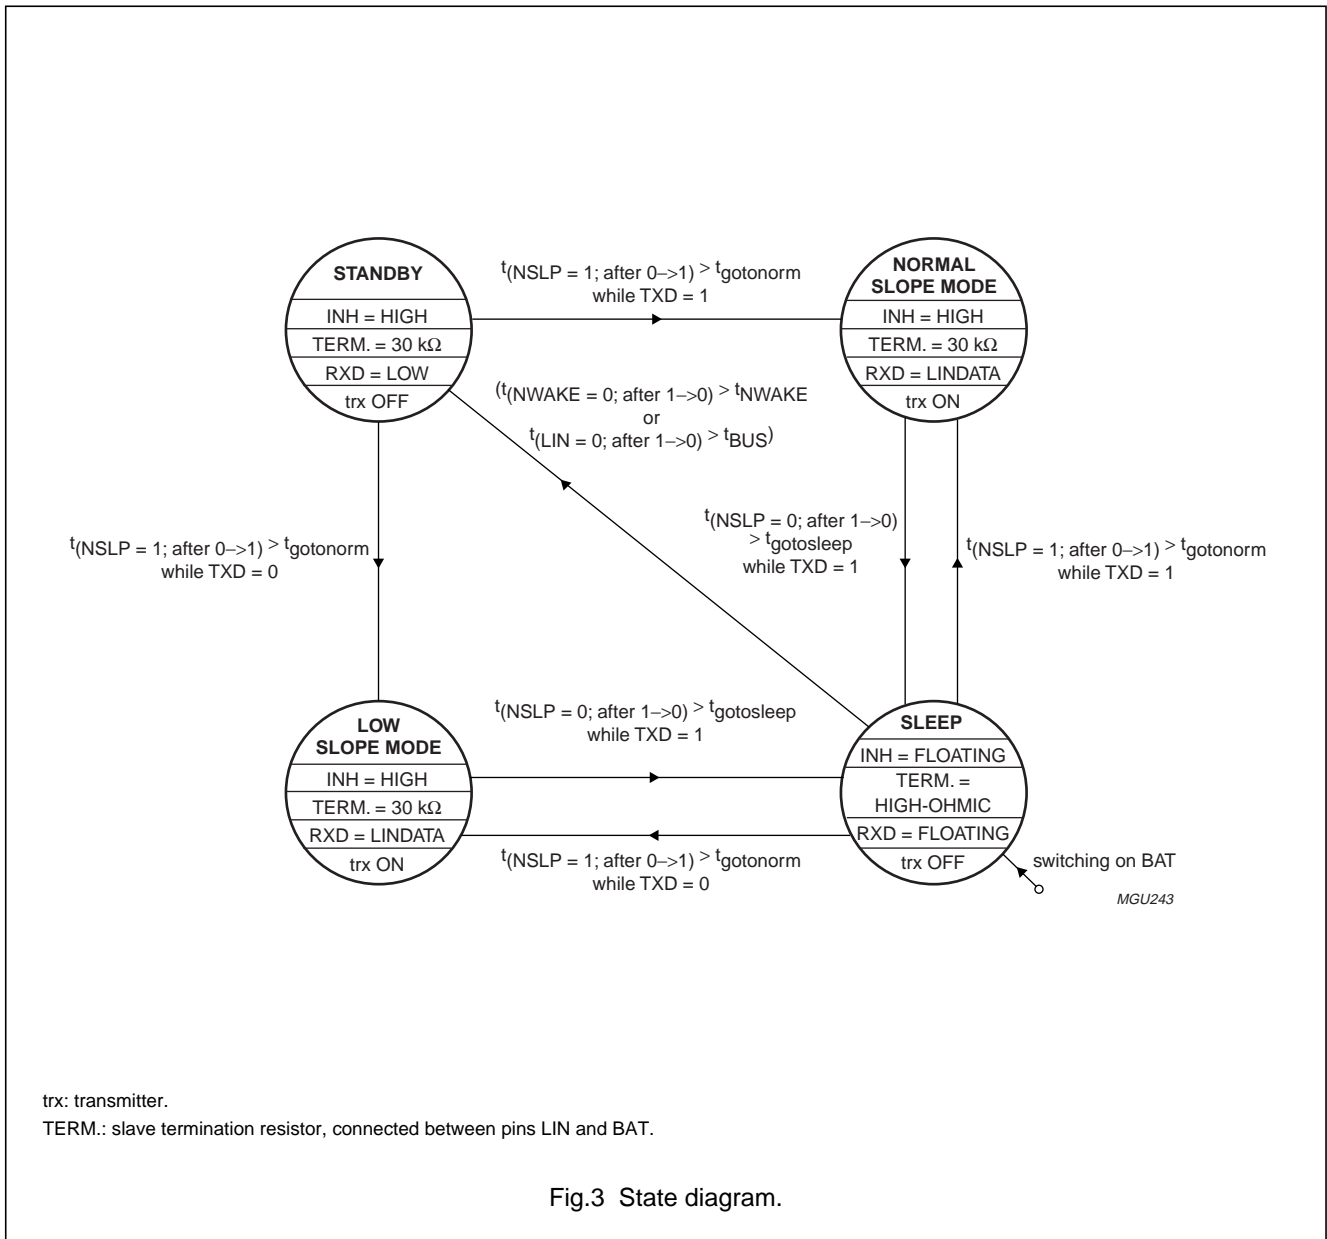 STANDBY
INH = HIGH
TERM. = 30 kΩ
RXD = LOW
trx OFF
t(NSLP = 1; after 0–>1) > tgotonorm
while TXD = 1
NORMAL
SLOPE MODE
INH = HIGH
TERM. = 30 kΩ
RXD = LINDATA
trx ON
(t(NWAKE = 0; after 1–>0) > tNWAKE
or
t(LIN = 0; after 1–>0) > tBUS)
t(NSLP = 1; after 0–>1) > tgotonorm
while TXD = 0
t(NSLP = 0; after 1–>0)
> tgotosleep
while TXD = 1
t(NSLP = 1; after 0–>1) > tgotonorm
while TXD = 1
LOW
SLOPE MODE
INH = HIGH
TERM. = 30 kΩ
RXD = LINDATA
trx ON
t(NSLP = 0; after 1–>0) > tgotosleep
while TXD = 1
t(NSLP = 1; after 0–>1) > tgotonorm
while TXD = 0
SLEEP
INH = FLOATING
TERM. =
HIGH-OHMIC
RXD = FLOATING
trx OFF
switching on BAT
MGU243
trx: transmitter.
TERM.: slave termination resistor, connected between pins LIN and BAT.
Fig.3 State diagram.